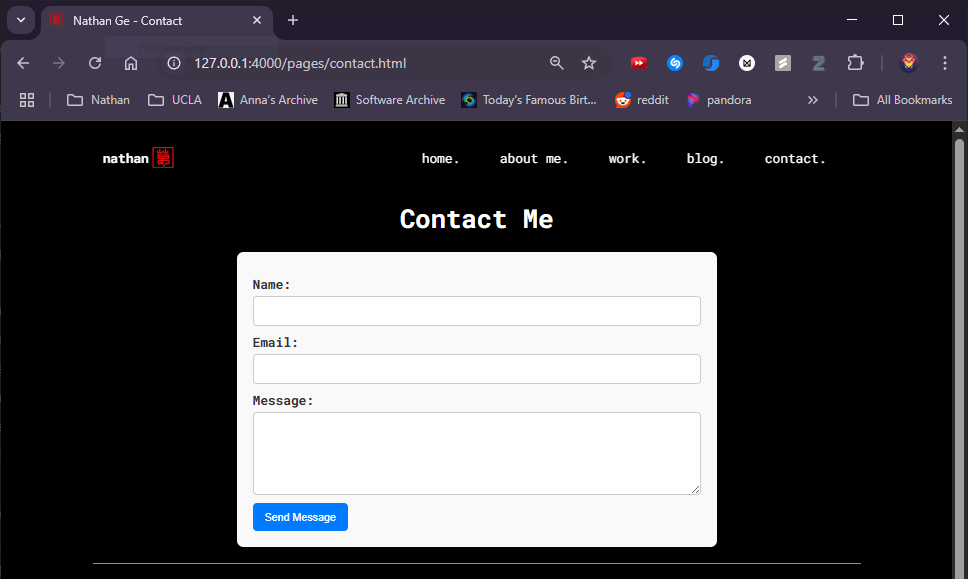 Nathan Ge - Contact
127.0.0.1:4000/pages/contact.html
Nathan UCLA Anna's Archive Software Archive Today's Famous Birt... reddit pandora All Bookmarks
nathan home. about me. work. blog. contact.
Contact Me
Name:
Email:
Message:
Send Message